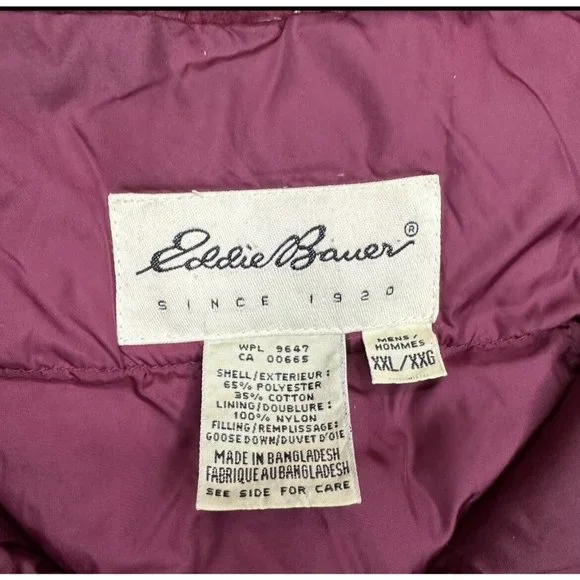 Eddie Bauer®
SINCE 1920
WPL 9647
CA 00665
SHELL/EXTERIEUR:
65% POLYESTER
35% COTTON
LINING/DOUBLURE:
100% NYLON
FILLING/REMPLISSAGE:
GOOSE DOWN/DUVET D'OIE
MADE IN BANGLADESH
FABRIQUE AU BANGLADESH
SEE SIDE FOR CARE
MENS/
HOMMES
XXL/XXG